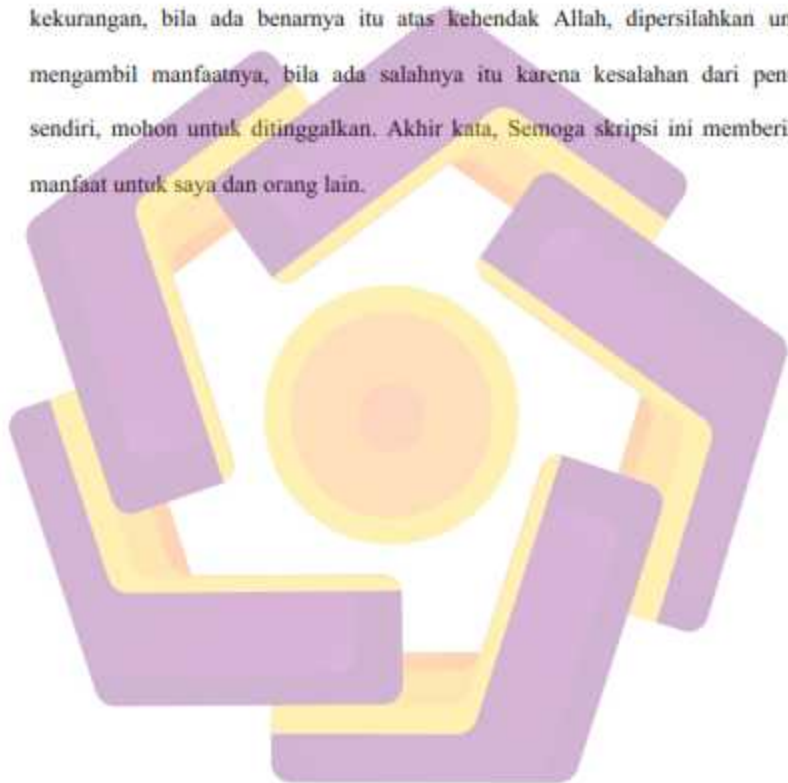 kekurangan, bila ada benarnya itu atas kehendak Allah, dipersilahkan un
mengambil manfaatnya, bila ada salahnya itu karena kesalahan dari pen
sendiri, mohon untuk ditinggalkan. Akhir kata, Semoga skripsi ini memberi
manfaat untuk saya dan orang lain.